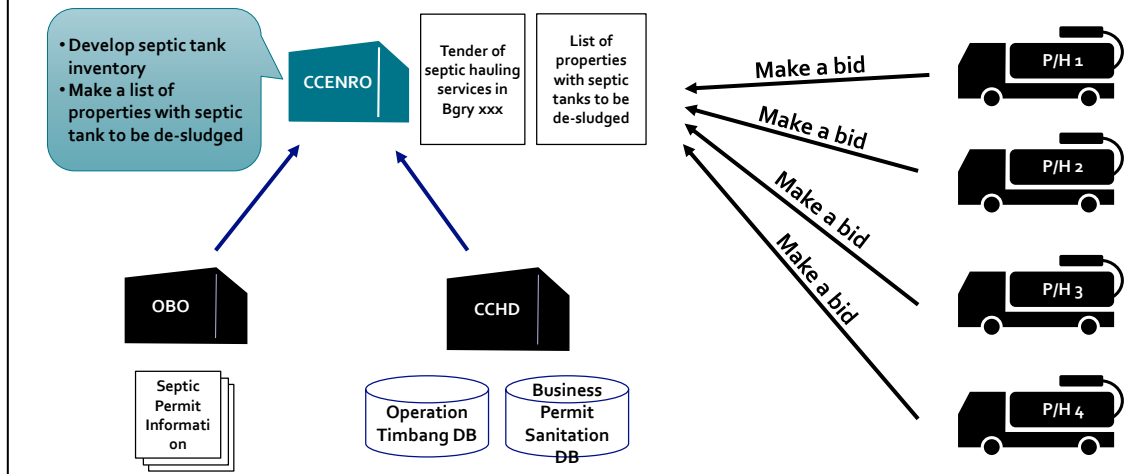 • Develop septic tank
inventory
• Make a list of
properties with septic
tank to be de-sludged
CCENRO
Tender of
septic hauling
services in
Bgry xxx
List of
properties
with septic
tanks to be
de-sludged
Make a bid
Make a bid
Make a bid
Make a bid
P/H 1
P/H 2
P/H 3
P/H 4
OBO
CCHD
Septic
Permit
Informati
on
Operation
Timbang DB
Business
Permit
Sanitation
DB